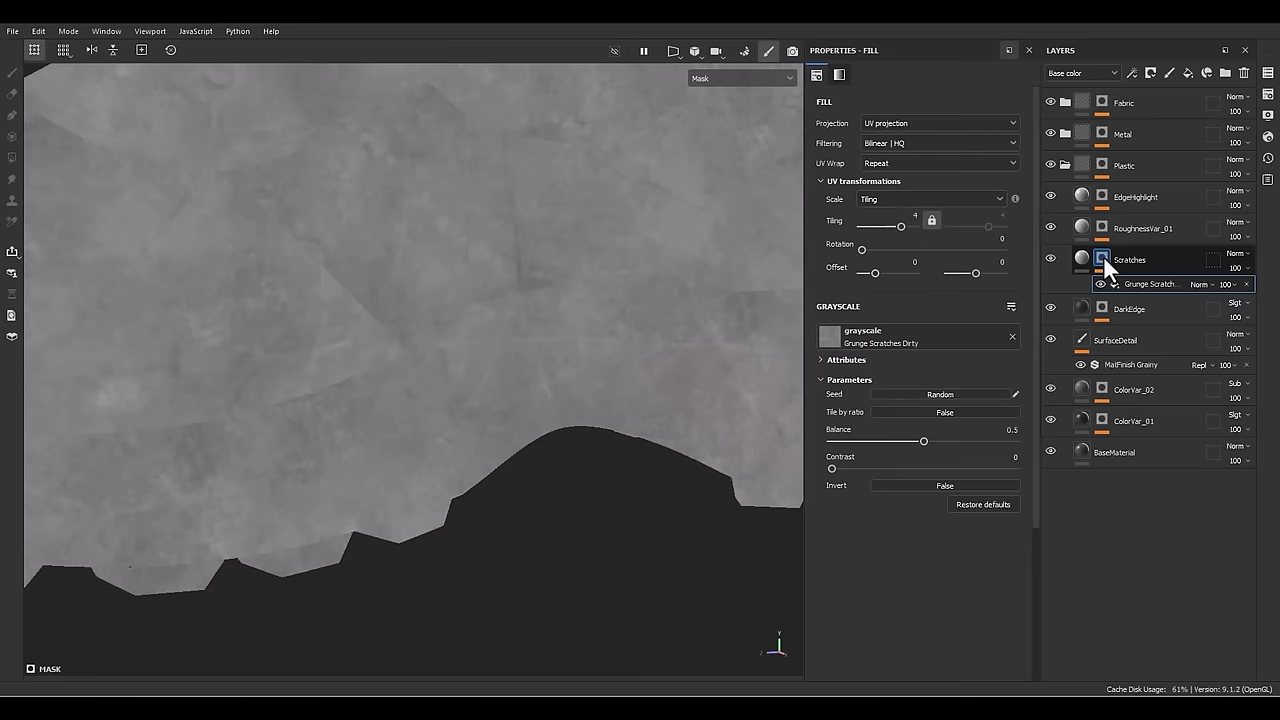 File Edit Mode Window Viewport JavaScript Python Help
Mask
PROPERTIES - FILL
FILL
Projection UV projection
Filtering Bilinear | HQ
UV Wrap Repeat
UV transformations
Scale Tiling
Tiling 4 4
Rotation 0
Offset 0 0
GRAYSCALE
grayscale
Grunge Scratches Dirty
Attributes
Parameters
Seed Random
Tile by ratio False
Balance 0.5
Contrast 0
Invert False
Restore defaults
LAYERS
Base color
Fabric Norm 100
Metal Norm 100
Plastic Norm 100
EdgeHighlight Norm 100
RoughnessVar_01 Norm 100
Scratches Norm 100
Grunge Scratch... Norm 100
DarkEdge Slgt 100
SurfaceDetail Norm 100
MatFinish Grainy Repl 100
ColorVar_02 Sub 100
ColorVar_01 Slgt 100
BaseMaterial Norm 100
Y
MASK
Cache Disk Usage: 61% | Version: 9.1.2 (OpenGL)